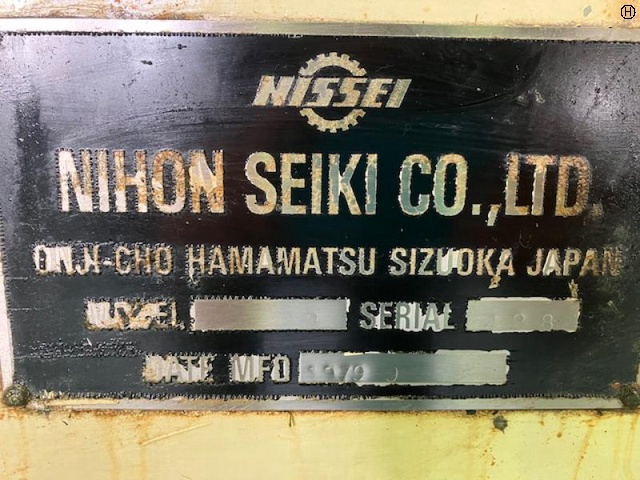 H
NISSEI
NIHON SEIKI CO.,LTD.
ONJI-CHO HAMAMATSU SIZUOKA JAPAN
MODEL SERIAL
DATE MFD